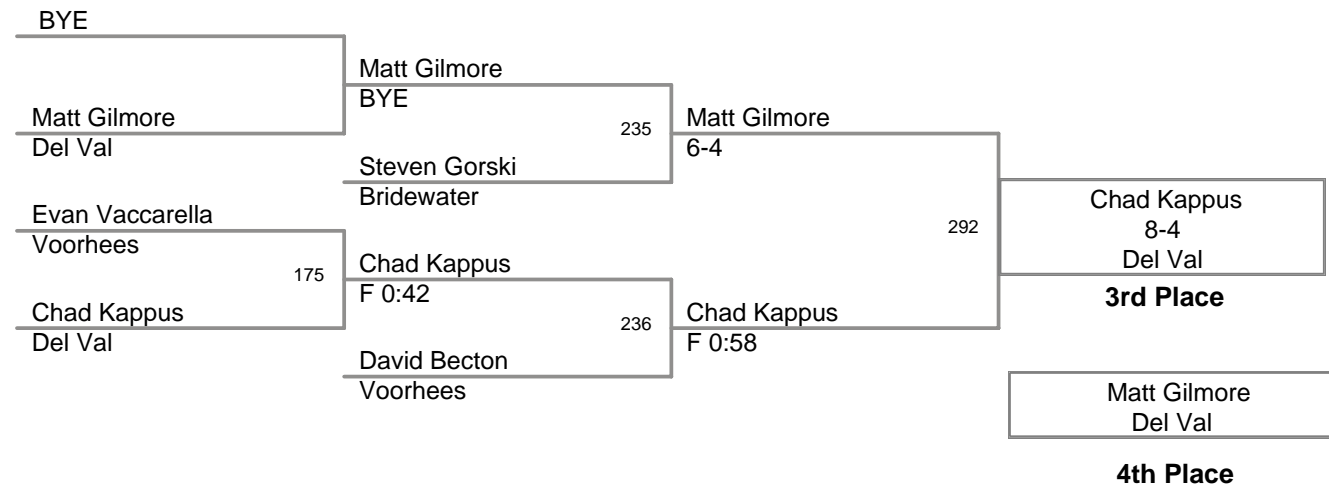 BYE
Matt Gilmore
BYE
Matt Gilmore
Del Val
235
Matt Gilmore
6-4
Steven Gorski
Bridewater
Evan Vaccarella
Voorhees
175
Chad Kappus
F 0:42
Chad Kappus
Del Val
236
Chad Kappus
F 0:58
David Becton
Voorhees
292
Chad Kappus
8-4
Del Val
3rd Place
Matt Gilmore
Del Val
4th Place